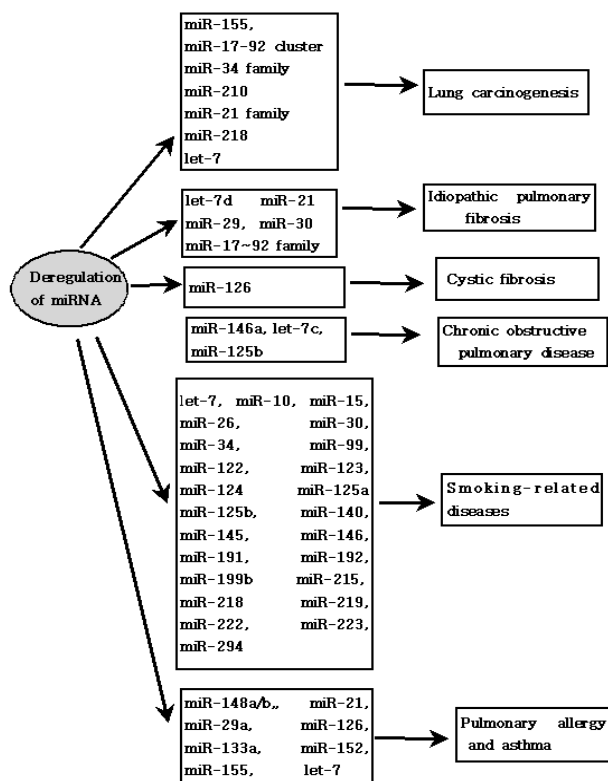 miR-155,
miR-17-92 cluster
miR-34 family
miR-210
miR-21 family
miR-218
let-7
Lung carcinogenesis
let-7d miR-21
miR-29, miR-30
miR-17~92 family
Idiopathic pulmonary
fibrosis
Deregulation
of miRNA
miR-126
Cystic fibrosis
miR-146a, let-7c,
miR-125b
Chronic obstructive
pulmonary disease
let-7, miR-10, miR-15,
miR-26, miR-30,
miR-34, miR-99,
miR-122, miR-123,
miR-124 miR-125a
miR-125b, miR-140,
miR-145, miR-146,
miR-191, miR-192,
miR-199b miR-215,
miR-218 miR-219,
miR-222, miR-223,
miR-294
Smoking-related
diseases
miR-148a/b,, miR-21,
miR-29a, miR-126,
miR-133a, miR-152,
miR-155, let-7
Pulmonary allergy
and asthma